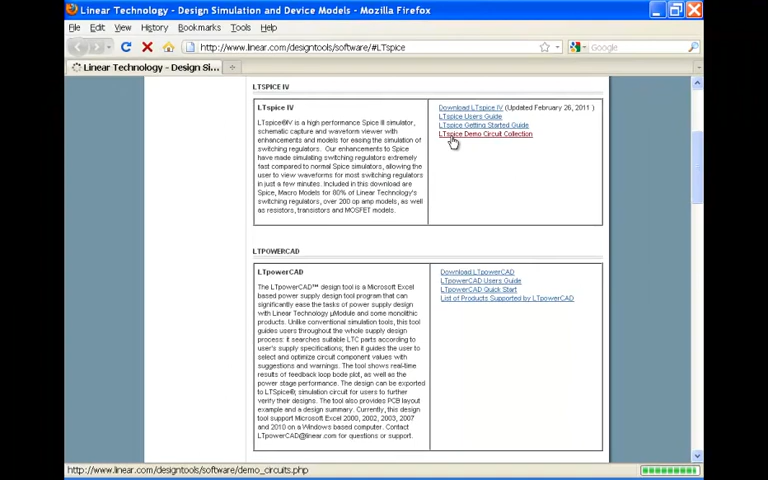 Linear Technology - Design Simulation and Device Models - Mozilla Firefox
File Edit View History Bookmarks Tools Help
http://www.linear.com/designtools/software/#LTspice
Google
Linear Technology - Design Si...
LTSPICE IV
LTspice IV
LTspice®IV is a high performance Spice III simulator,
schematic capture and waveform viewer with
enhancements and models for easing the simulation of
switching regulators. Our enhancements to Spice
have made simulating switching regulators extremely
fast compared to normal Spice simulators, allowing the
user to view waveforms for most switching regulators
in just a few minutes. Included in this download are
Spice, Macro Models for 80% of Linear Technology's
switching regulators, over 200 op amp models, as well
as resistors, transistors and MOSFET models.
Download LTspice IV (Updated February 26, 2011 )
LTspice Users Guide
LTspice Getting Started Guide
LTspice Demo Circuit Collection
LTPOWERCAD
LTpowerCAD
The LTpowerCAD™ design tool is a Microsoft Excel
based power supply design tool program that can
significantly ease the tasks of power supply design
with Linear Technology µModule and some monolithic
products. Unlike conventional simulation tools, this tool
guides users throughout the whole supply design
process: it searches suitable LTC parts according to
user's supply specifications; then it guides the user to
select and optimize circuit component values with
suggestions and warnings. The tool shows real-time
results of feedback loop bode plot, as well as the
power stage performance. The design can be exported
to LTSpice®; simulation circuit for users to further
verify their designs. The tool also provides PCB layout
example and a design summary. Currently, this design
tool support Microsoft Excel 2000, 2002, 2003, 2007
and 2010 on a Windows based computer. Contact
LTpowerCAD@linear.com for questions or support.
Download LTpowerCAD
LTpowerCAD Users Guide
LTpowerCAD Quick Start
List of Products Supported by LTpowerCAD
http://www.linear.com/designtools/software/demo_circuits.php